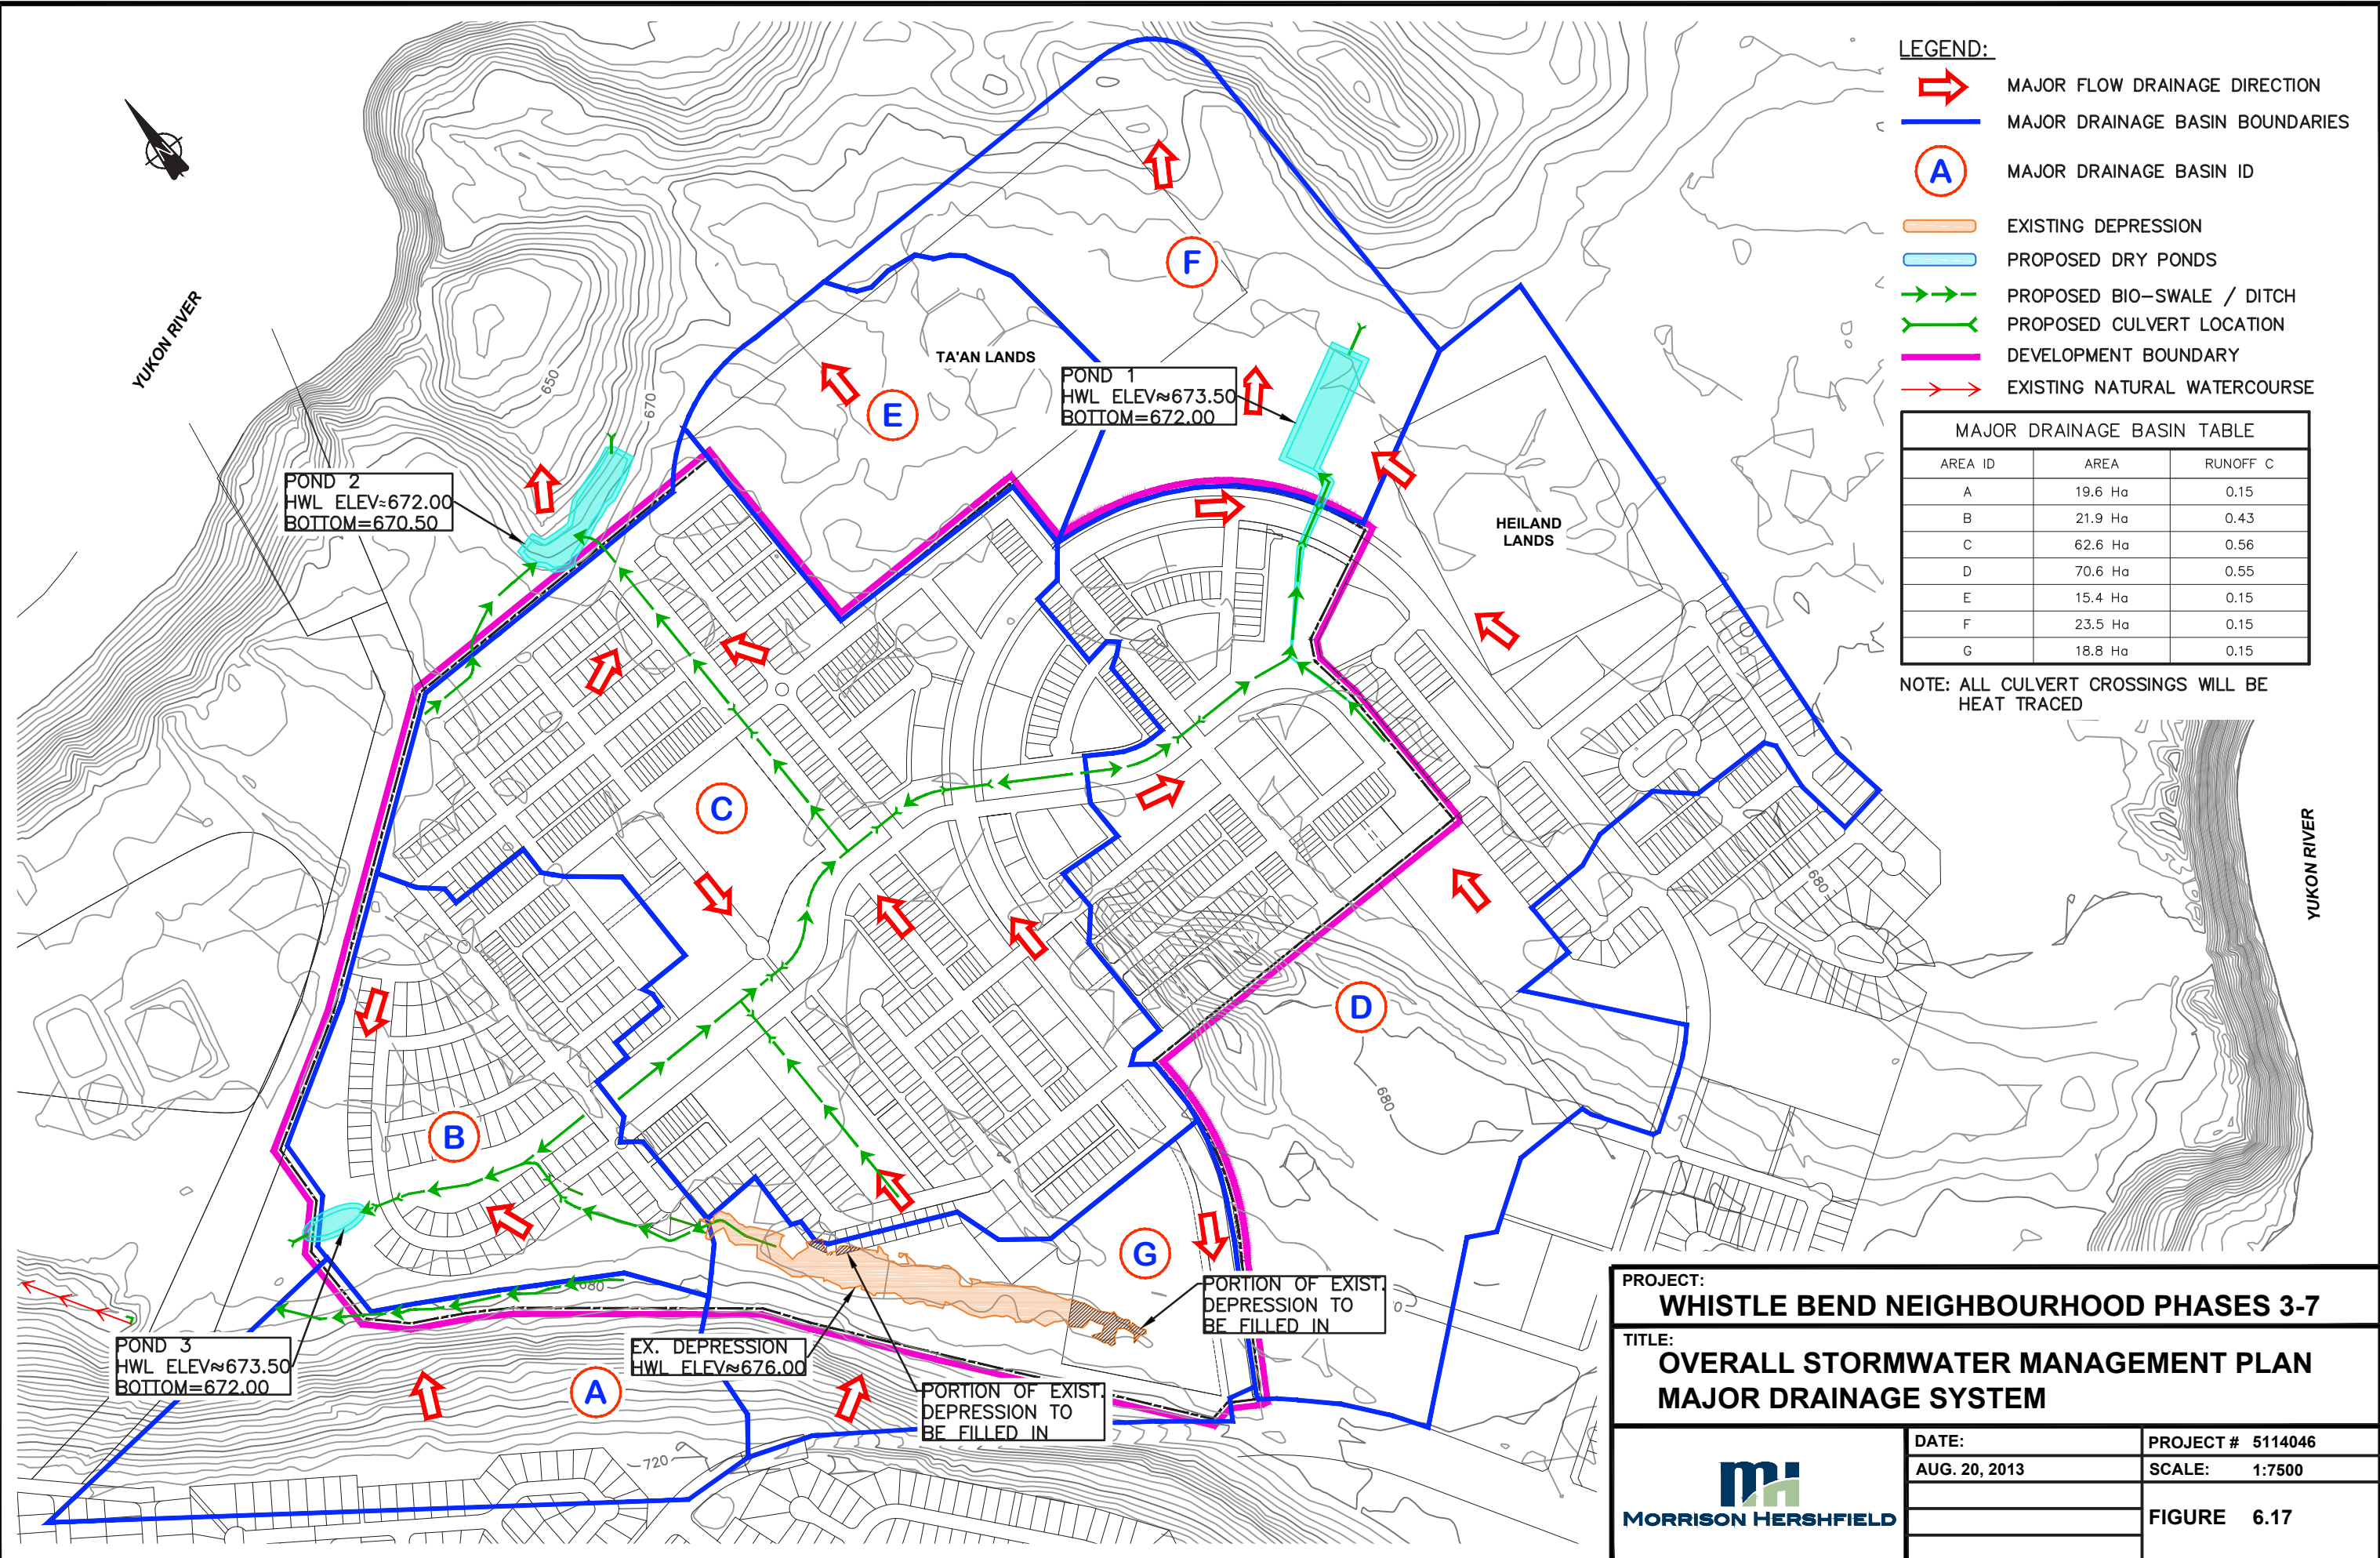 LEGEND:
MAJOR FLOW DRAINAGE DIRECTION
MAJOR DRAINAGE BASIN BOUNDARIES
A
MAJOR DRAINAGE BASIN ID
EXISTING DEPRESSION
PROPOSED DRY PONDS
PROPOSED BIO-SWALE / DITCH
PROPOSED CULVERT LOCATION
DEVELOPMENT BOUNDARY
EXISTING NATURAL WATERCOURSE
MAJOR DRAINAGE BASIN TABLE
AREA ID AREA RUNOFF C
A 19.6 Ha 0.15
B 21.9 Ha 0.43
C 62.6 Ha 0.56
D 70.6 Ha 0.55
E 15.4 Ha 0.15
F 23.5 Ha 0.15
G 18.8 Ha 0.15
NOTE: ALL CULVERT CROSSINGS WILL BE
HEAT TRACED
N
YUKON RIVER
650
670
F
TA'AN LANDS
E
POND 1
HWL ELEV≈673.50
BOTTOM=672.00
POND 2
HWL ELEV≈672.00
BOTTOM=670.50
HEILAND
LANDS
C
680
YUKON RIVER
D
680
B
G
680
PORTION OF EXIST.
DEPRESSION TO
BE FILLED IN
POND 3
HWL ELEV≈673.50
BOTTOM=672.00
EX. DEPRESSION
HWL ELEV≈676.00
A
PORTION OF EXIST.
DEPRESSION TO
BE FILLED IN
720
PROJECT:
WHISTLE BEND NEIGHBOURHOOD PHASES 3-7
TITLE:
OVERALL STORMWATER MANAGEMENT PLAN
MAJOR DRAINAGE SYSTEM
MORRISON HERSHFIELD
DATE:
AUG. 20, 2013
PROJECT # 5114046
SCALE: 1:7500
FIGURE 6.17